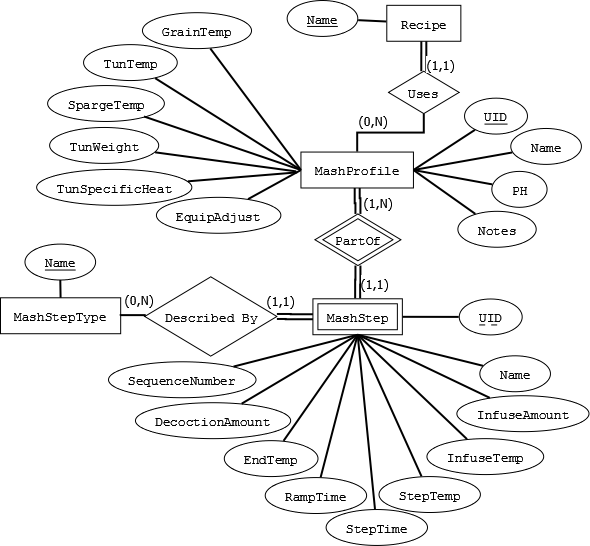 Name
Recipe
GrainTemp
(1,1)
TunTemp
Uses
SpargeTemp
UID
(0,N)
TunWeight
Name
MashProfile
TunSpecificHeat
PH
(1,N)
EquipAdjust
Notes
PartOf
Name
(1,1)
(0,N)
(1,1)
MashStepType
Described By
MashStep
UID
SequenceNumber
Name
InfuseAmount
DecoctionAmount
EndTemp
InfuseTemp
RampTime
StepTemp
StepTime